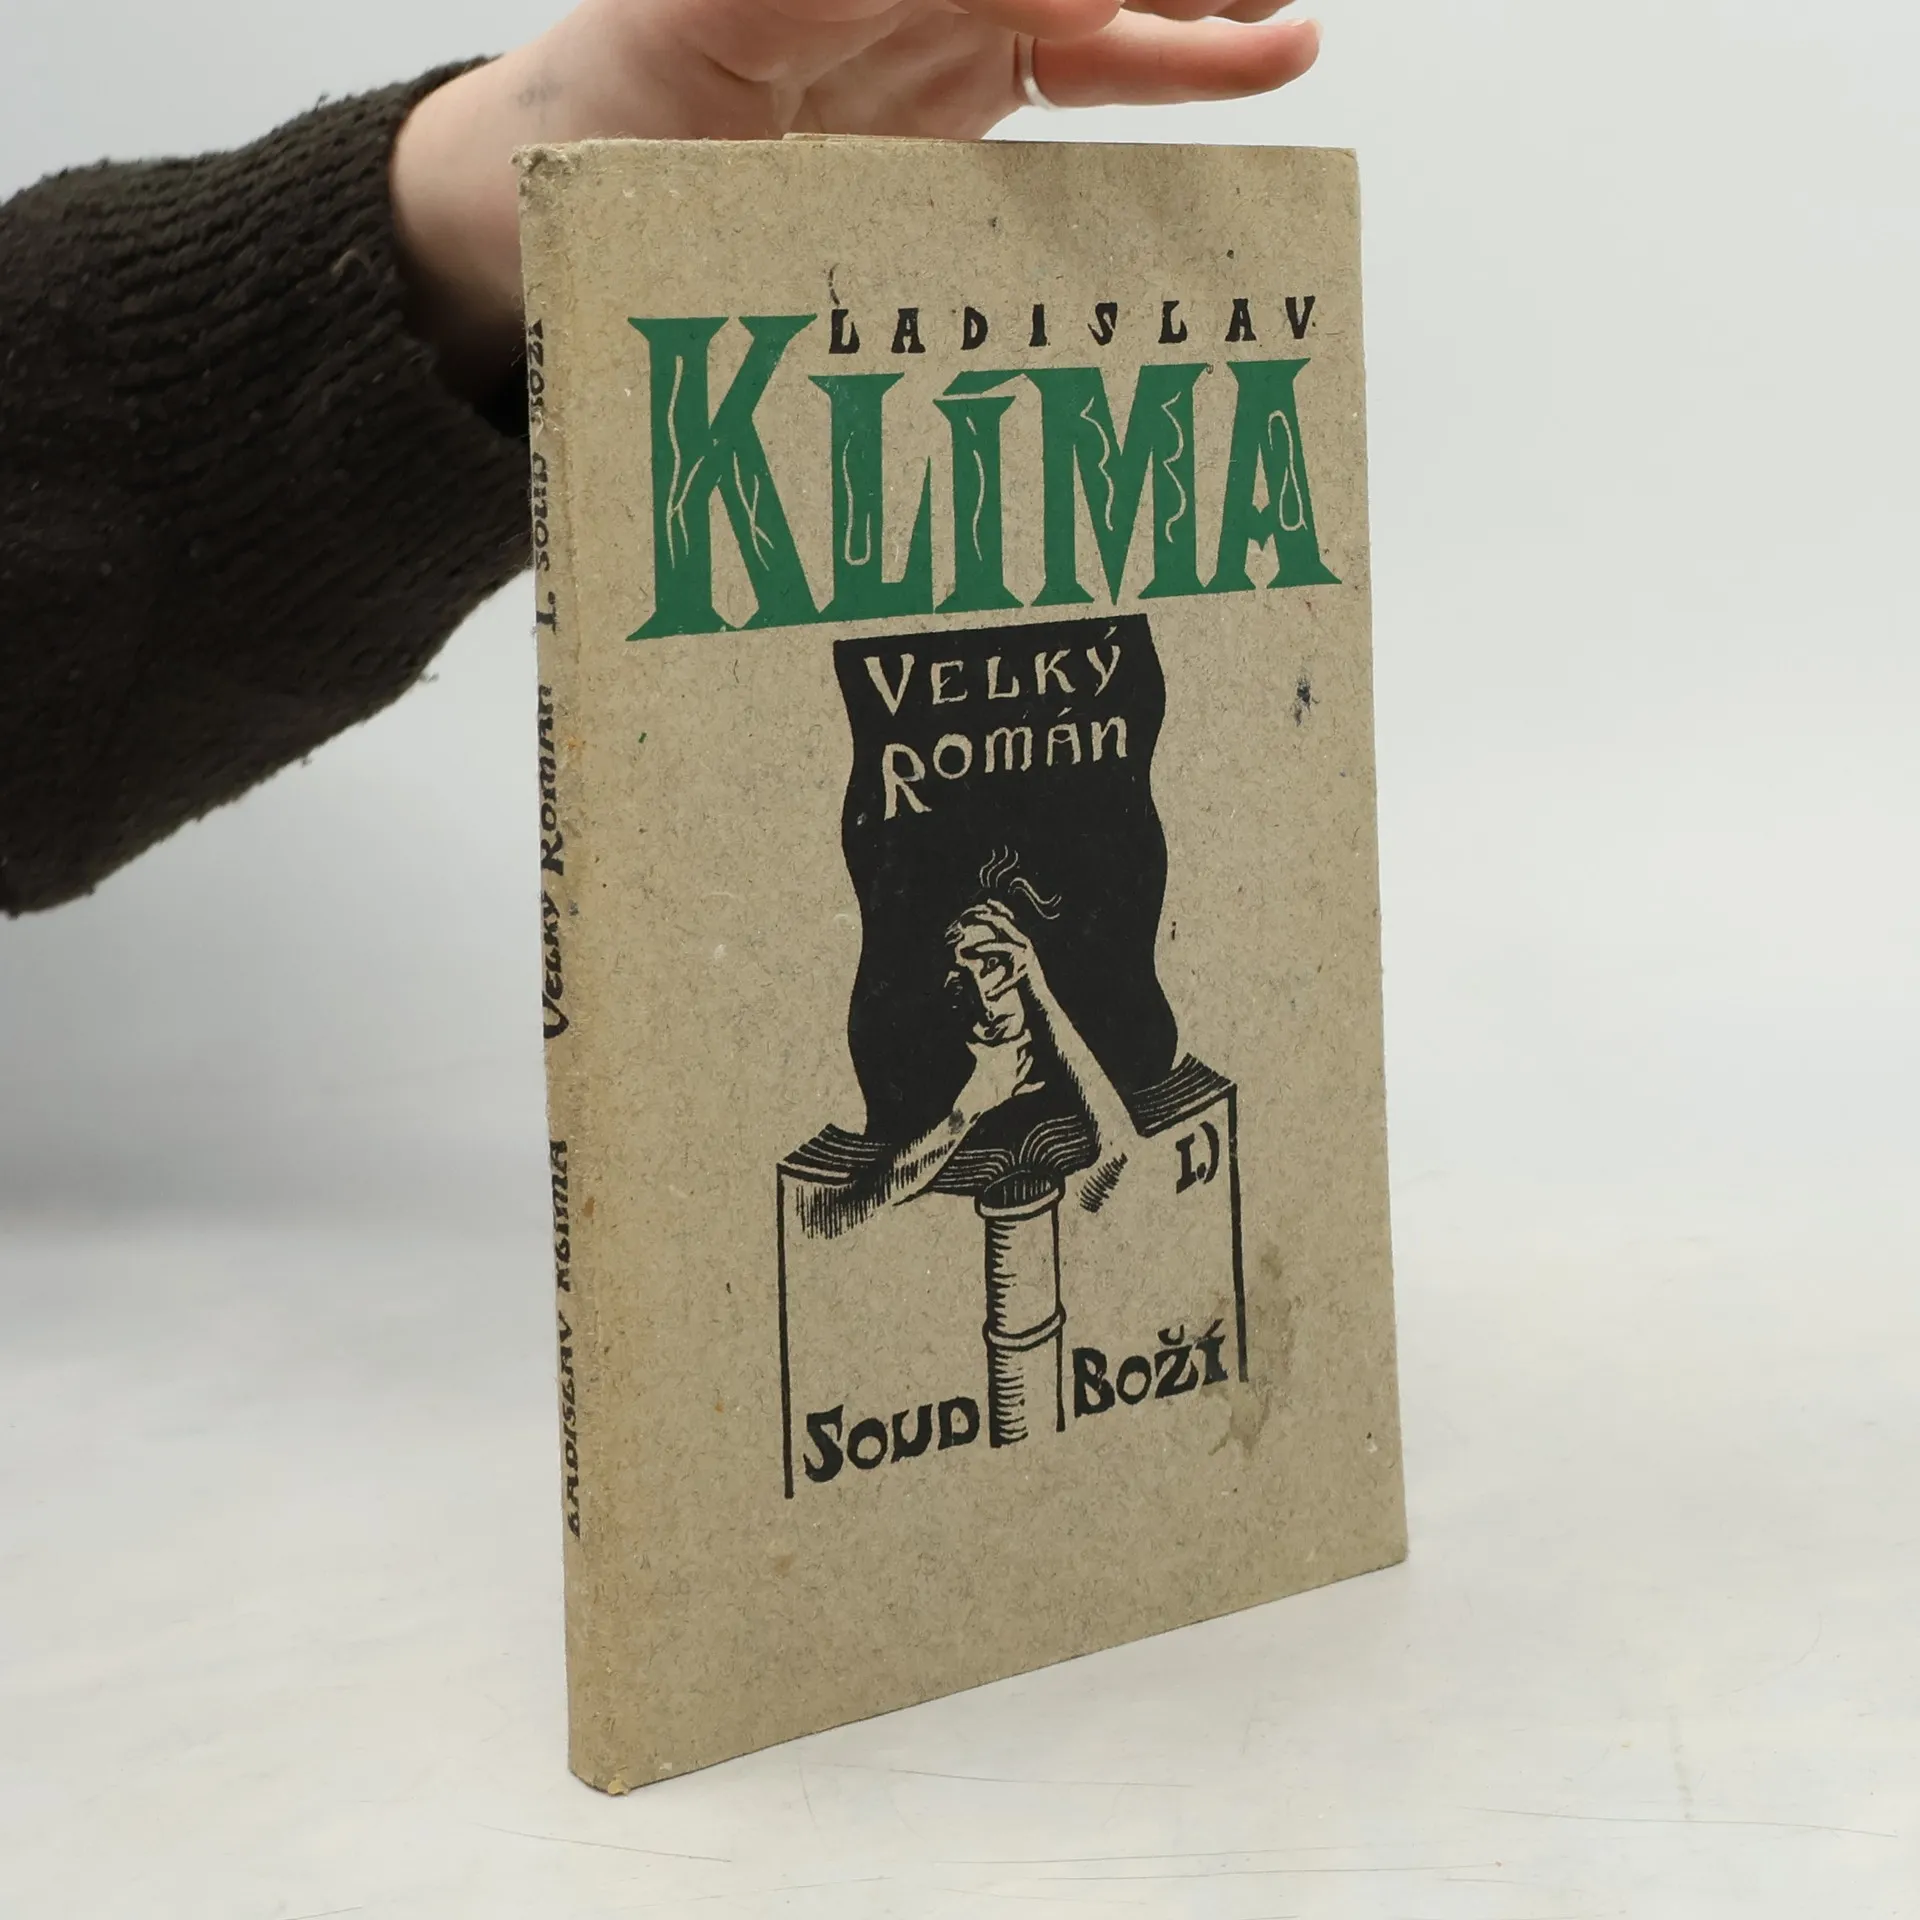 LADISLAV
KLÍMA
VELKÝ
ROMÁN
I.)
SOUD BOŽÍ
LADISLAV KLÍMA VELKÝ ROMÁN I. SOUD BOŽÍ